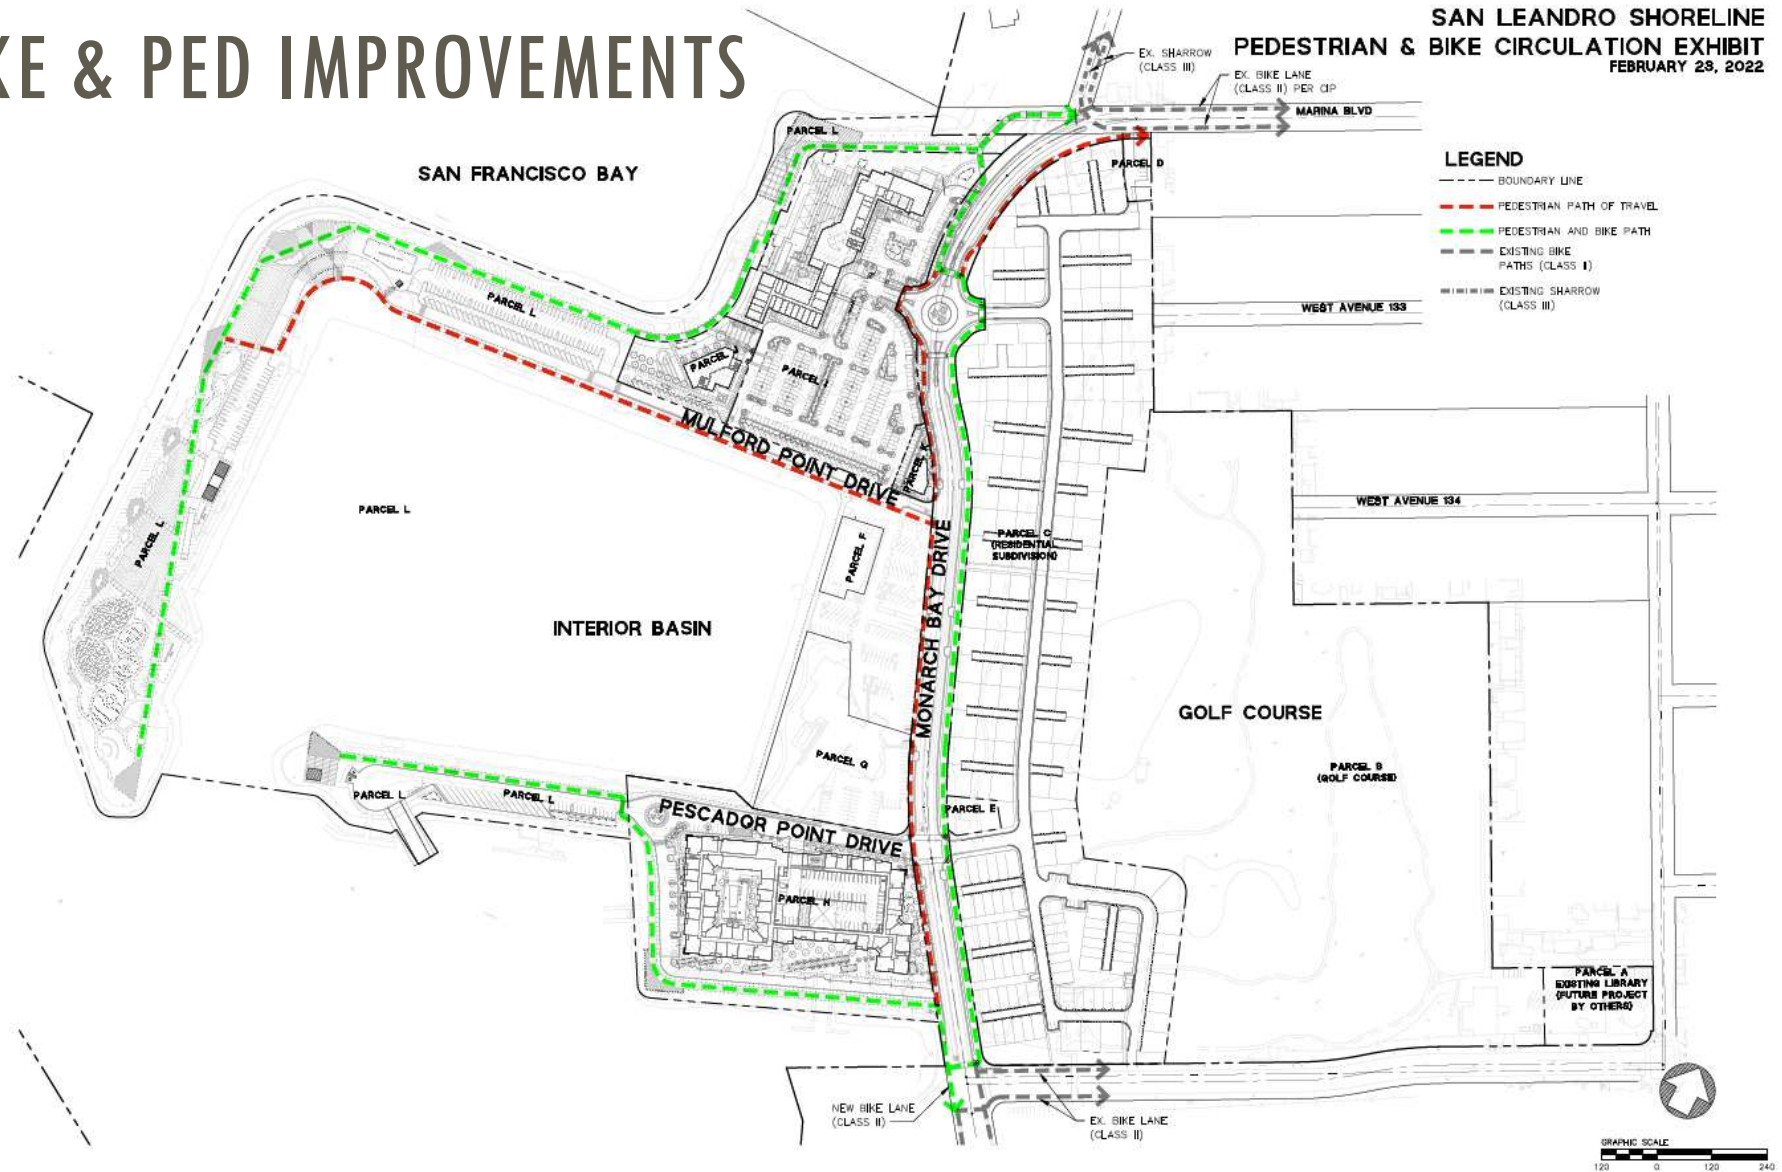 KE & PED IMPROVEMENTS
SAN LEANDRO SHORELINE
PEDESTRIAN & BIKE CIRCULATION EXHIBIT
FEBRUARY 23, 2022
EX. SHARROW
(CLASS III)
EX. BIKE LANE
(CLASS II) PER CIP
MARINA BLVD
LEGEND
BOUNDARY LINE
PEDESTRIAN PATH OF TRAVEL
PEDESTRIAN AND BIKE PATH
EXISTING BIKE
PATHS (CLASS II)
EXISTING SHARROW
(CLASS III)
PARCEL L
SAN FRANCISCO BAY
PARCEL D
PARCEL L
WEST AVENUE 133
PARCEL J
PARCEL I
MULFORD POINT DRIVE
PARCEL K
PARCEL L
WEST AVENUE 134
PARCEL L
PARCEL F
PARCEL C
(RESIDENTIAL
SUBDIVISION)
MONARCH BAY DRIVE
INTERIOR BASIN
GOLF COURSE
PARCEL G
PARCEL B
(GOLF COURSE)
PARCEL L
PARCEL L
PARCEL E
PESCADOR POINT DRIVE
PARCEL H
PARCEL A
EXISTING LIBRARY
(FUTURE PROJECT
BY OTHERS)
NEW BIKE LANE
(CLASS II)
EX. BIKE LANE
(CLASS II)
GRAPHIC SCALE
120 0 120 240